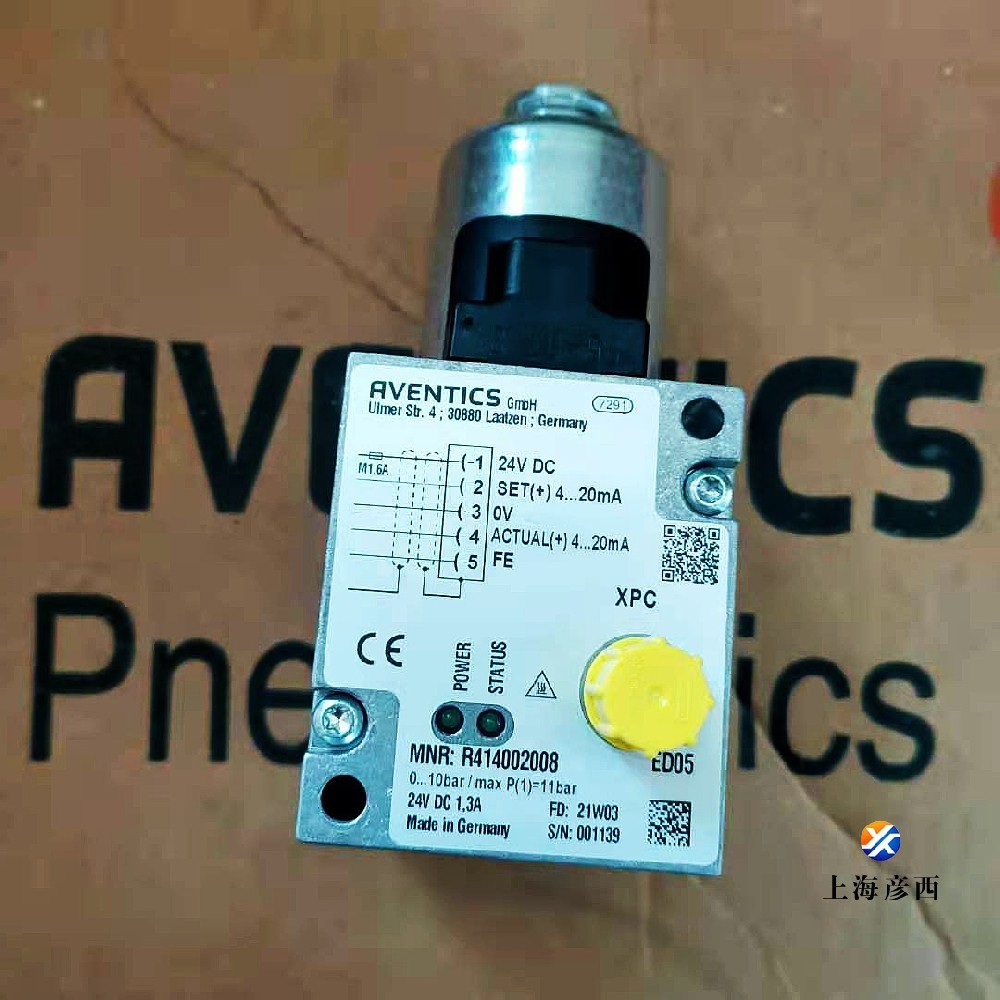 AVENTICS
Pneumatics
AVENTICS GmbH
7291
Ulmer Str. 4 ; 30880 Laatzen ; Germany
M1.6A
1 24V DC
2 SET(+) 4...20mA
3 0V
4 ACTUAL(+) 4...20mA
5 FE
XPC
CE
POWER
STATUS
MNR: R414002008
ED05
0...10bar / max P(1)=11bar
24V DC 1,3A
FD: 21W03
Made in Germany
S/N: 001139
上海彦西